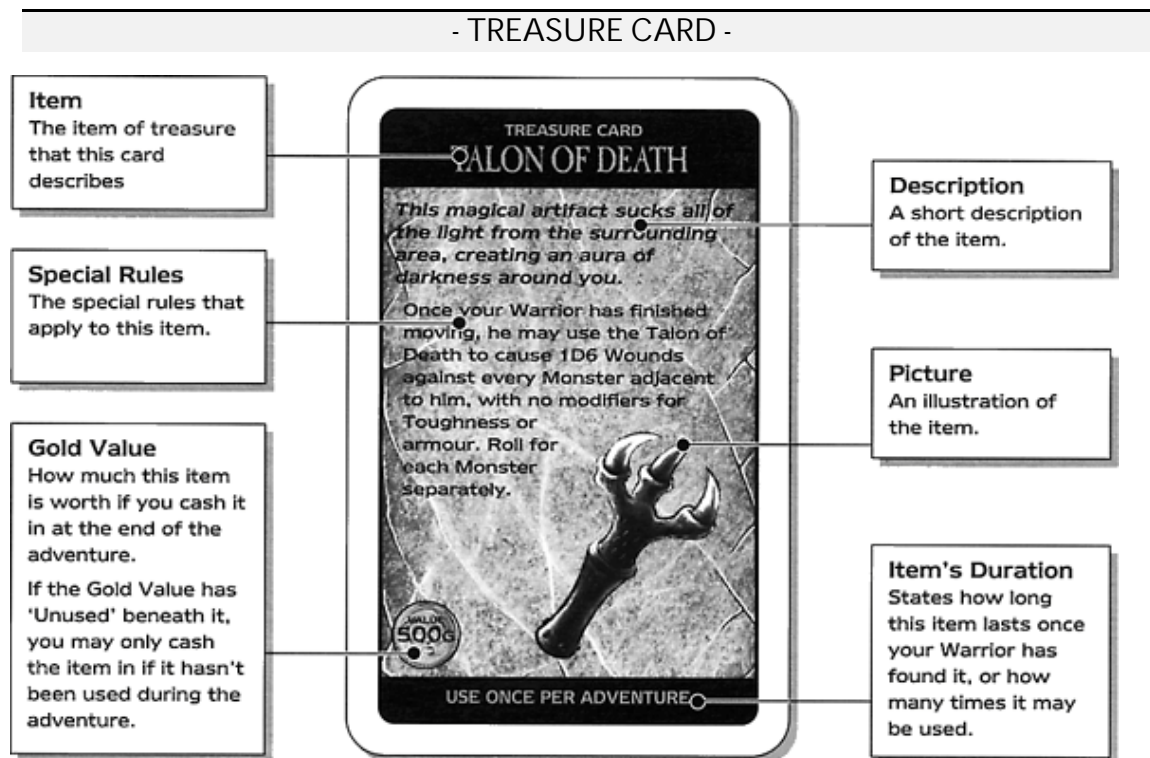 - TREASURE CARD -
Item
The item of treasure
that this card
describes
Special Rules
The special rules that
apply to this item.
Gold Value
How much this item
is worth if you cash it
in at the end of the
adventure.
If the Gold Value has
'Unused' beneath it,
you may only cash
the item in if it hasn't
been used during the
adventure.
TREASURE CARD
TALON OF DEATH
This magical artifact sucks all of
the light from the surrounding
area, creating an aura of
darkness around you.
Once your Warrior has finished
moving, he may use the Talon of
Death to cause 1D6 Wounds
against every Monster adjacent
to him, with no modifiers for
Toughness or
armour. Roll for
each Monster
separately.
VALUE
500G
USE ONCE PER ADVENTURE
Description
A short description
of the item.
Picture
An illustration of
the item.
Item's Duration
States how long
this item lasts once
your Warrior has
found it, or how
many times it may
be used.